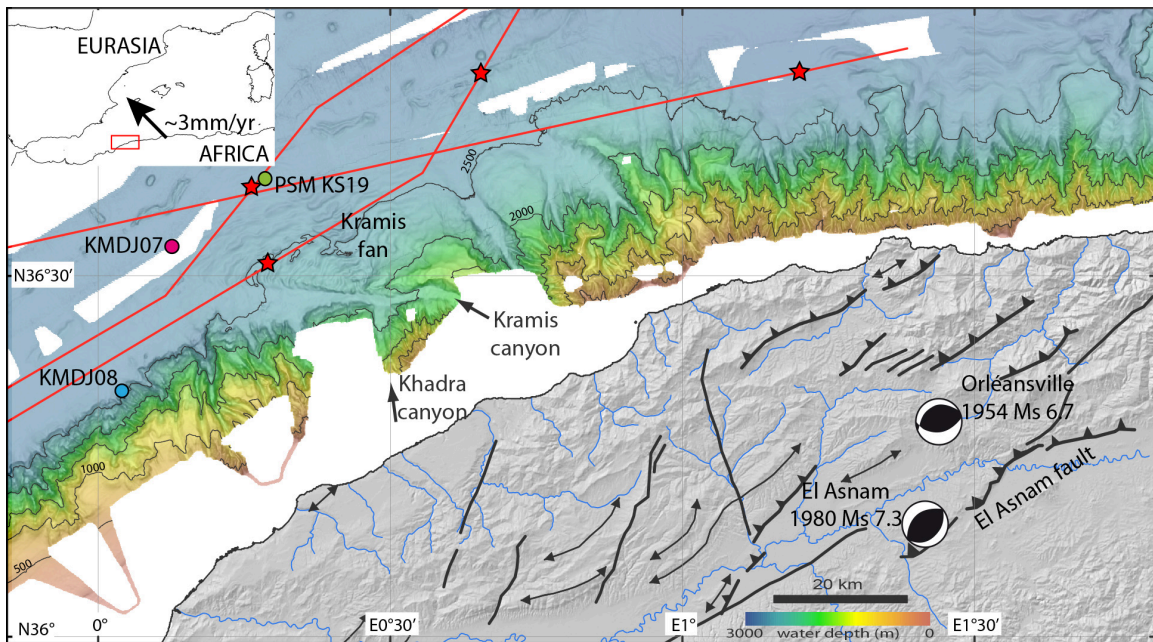 EURASIA
~3mm/yr
AFRICA
2500
PSM KS19
2000
Kramis
fan
KMDJ07
N36°30'
Kramis
canyon
KMDJ08
Khadra
canyon
Orléansville
1954 Ms 6.7
1000
El Asnam
1980 Ms 7.3
El Asnam fault
500
20 km
N36°
0°
E0°30'
E1°
3000 water depth (m) 0
E1°30'